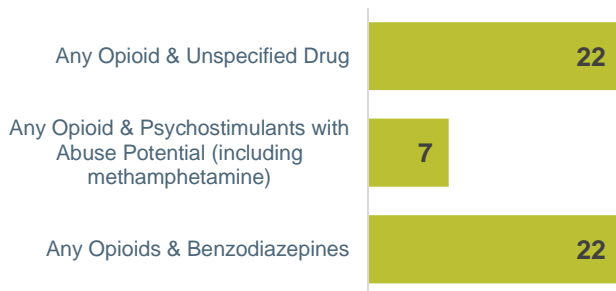 Any Opioid & Unspecified Drug
22
Any Opioid & Psychostimulants with
Abuse Potential (including
methamphetamine)
7
Any Opioids & Benzodiazepines
22